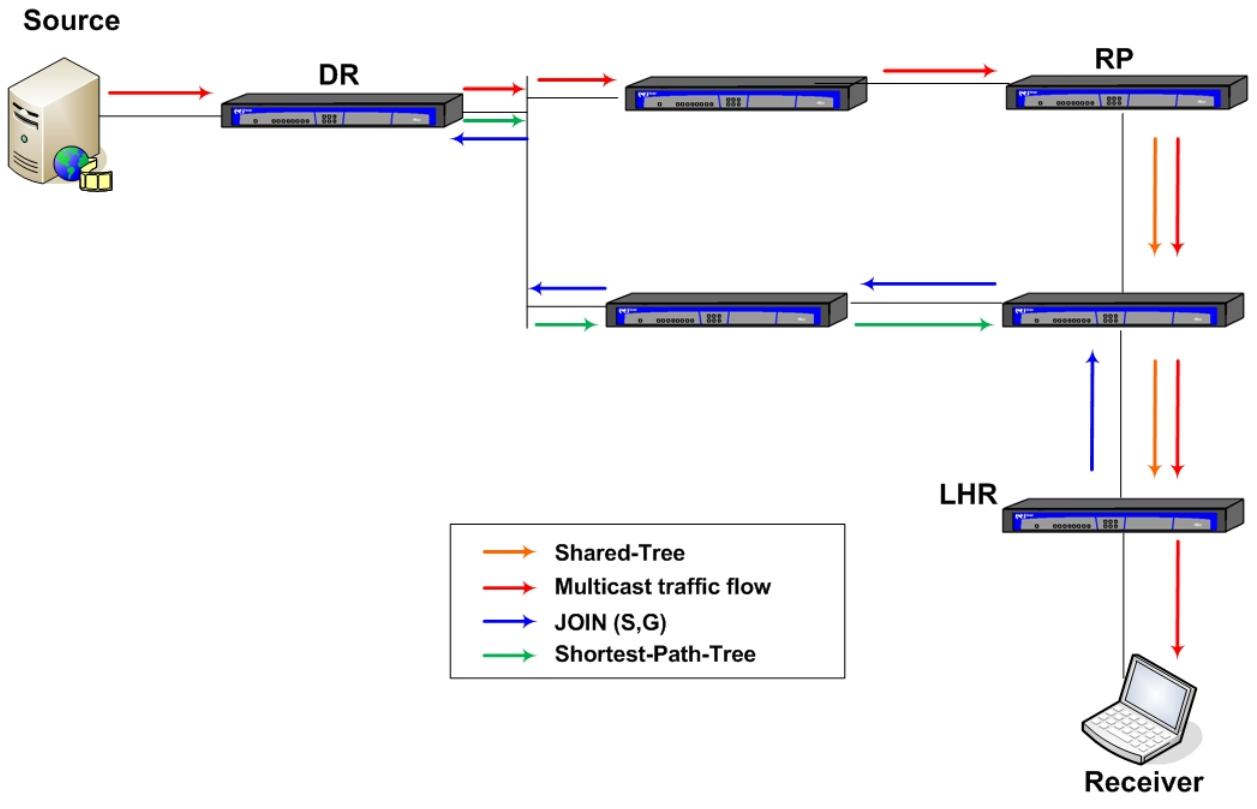 Source
DR
RP
LHR
Shared-Tree
Multicast traffic flow
JOIN (S,G)
Shortest-Path-Tree
Receiver